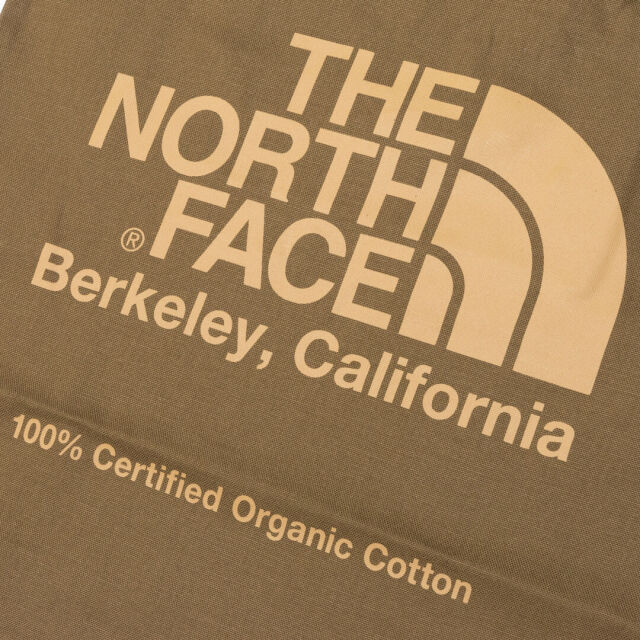 THE
NORTH
® FACE
Berkeley, California
100% Certified Organic Cotton